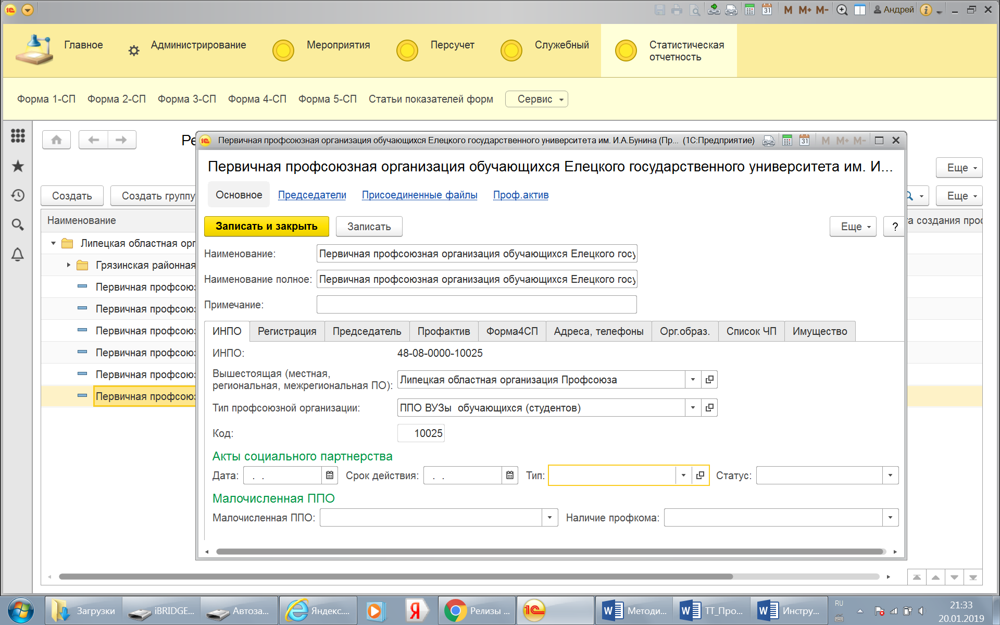 M M+ M- Андрей
Главное Администрирование Мероприятия Персучет Служебный Статистическая
отчетность
Форма 1-СП Форма 2-СП Форма 3-СП Форма 4-СП Форма 5-СП Статьи показателей форм Сервис
Ре
Первичная профсоюзная организация обучающихся Елецкого государственного университета им. И.А.Бунина (Пр... (1С:Предприятие) 31 M M+ M-
Первичная профсоюзная организация обучающихся Елецкого государственного университета им. И...
Еще
Основное Председатели Присоединенные файлы Проф.актив
Создать Создать группу Еще
Записать и закрыть Записать Еще ?
Наименование та создания проф
Липецкая областная орг
Грязинская районная
Первичная профсоюз
Первичная профсоюз
Первичная профсоюз
Первичная профсоюз
Первичная профсоюз
Первичная профсоюз
Наименование: Первичная профсоюзная организация обучающихся Елецкого госу
Наименование полное: Первичная профсоюзная организация обучающихся Елецкого госу
Примечание:
ИНПО Регистрация Председатель Профактив Форма4СП Адреса, телефоны Орг.образ. Список ЧП Имущество
ИНПО: 48-08-0000-10025
Вышестоящая (местная,
региональная, межрегиональная ПО): Липецкая областная организация Профсоюза
Тип профсоюзной организации: ППО ВУЗы обучающихся (студентов)
Код: 10025
Акты социального партнерства
Дата: . . Срок действия: . . Тип: Статус:
Малочисленная ППО
Малочисленная ППО: Наличие профкома:
Загрузки iBRIDGE... Автоза... Яндекс.... Релизы ... Методи... ТТ_Про... Инстру... RU 21:33
20.01.2019